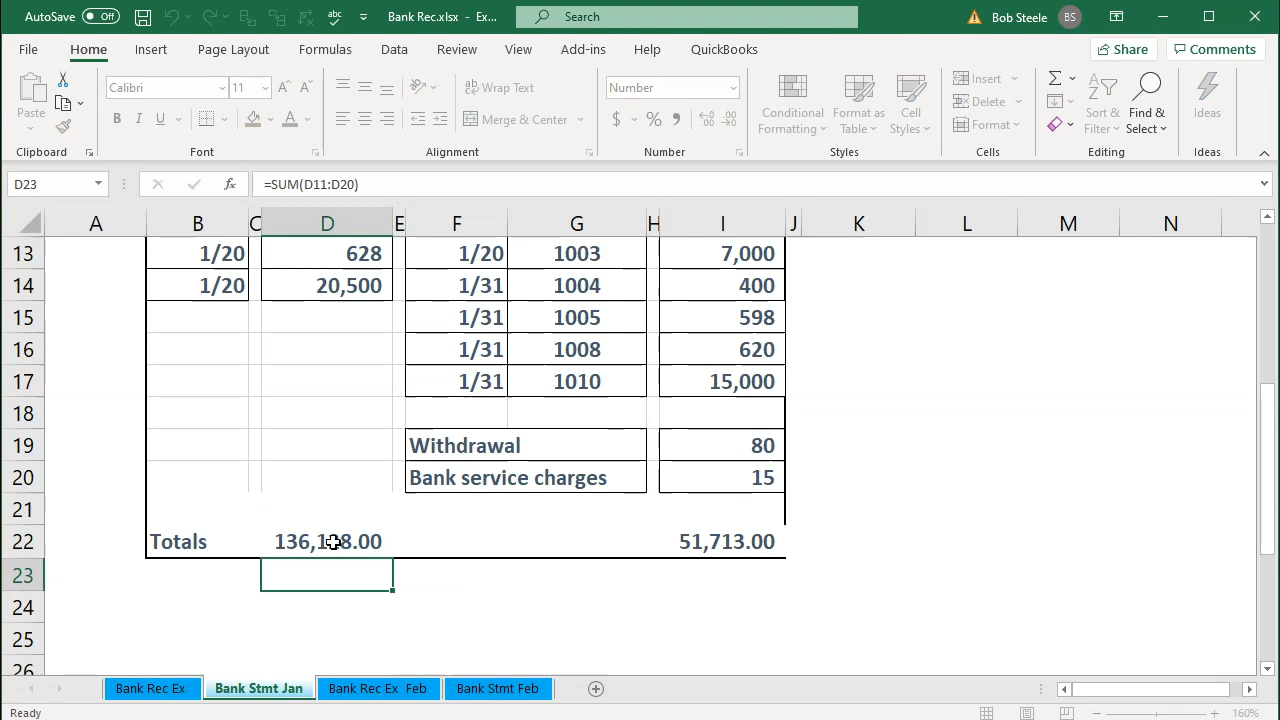 AutoSave Off Bank Rec.xlsx - Ex... Search Bob Steele BS
File Home Insert Page Layout Formulas Data Review View Add-ins Help QuickBooks Share Comments
Calibri 11 Wrap Text Number Insert
Paste B I U Merge & Center $ % Conditional Formatting Format as Table Cell Styles Delete Format Sort & Filter Find & Select Ideas
Clipboard Font Alignment Number Styles Cells Editing Ideas
D23 fx =SUM(D11:D20)
A B C D E F G H I J K L M N
13 1/20 628 1/20 1003 7,000
14 1/20 20,500 1/31 1004 400
15 1/31 1005 598
16 1/31 1008 620
17 1/31 1010 15,000
18
19 Withdrawal 80
20 Bank service charges 15
21
22 Totals 51,713.00
23
24
25
26
Bank Rec Ex Bank Stmt Jan Bank Rec Ex Feb Bank Stmt Feb
Ready 160%